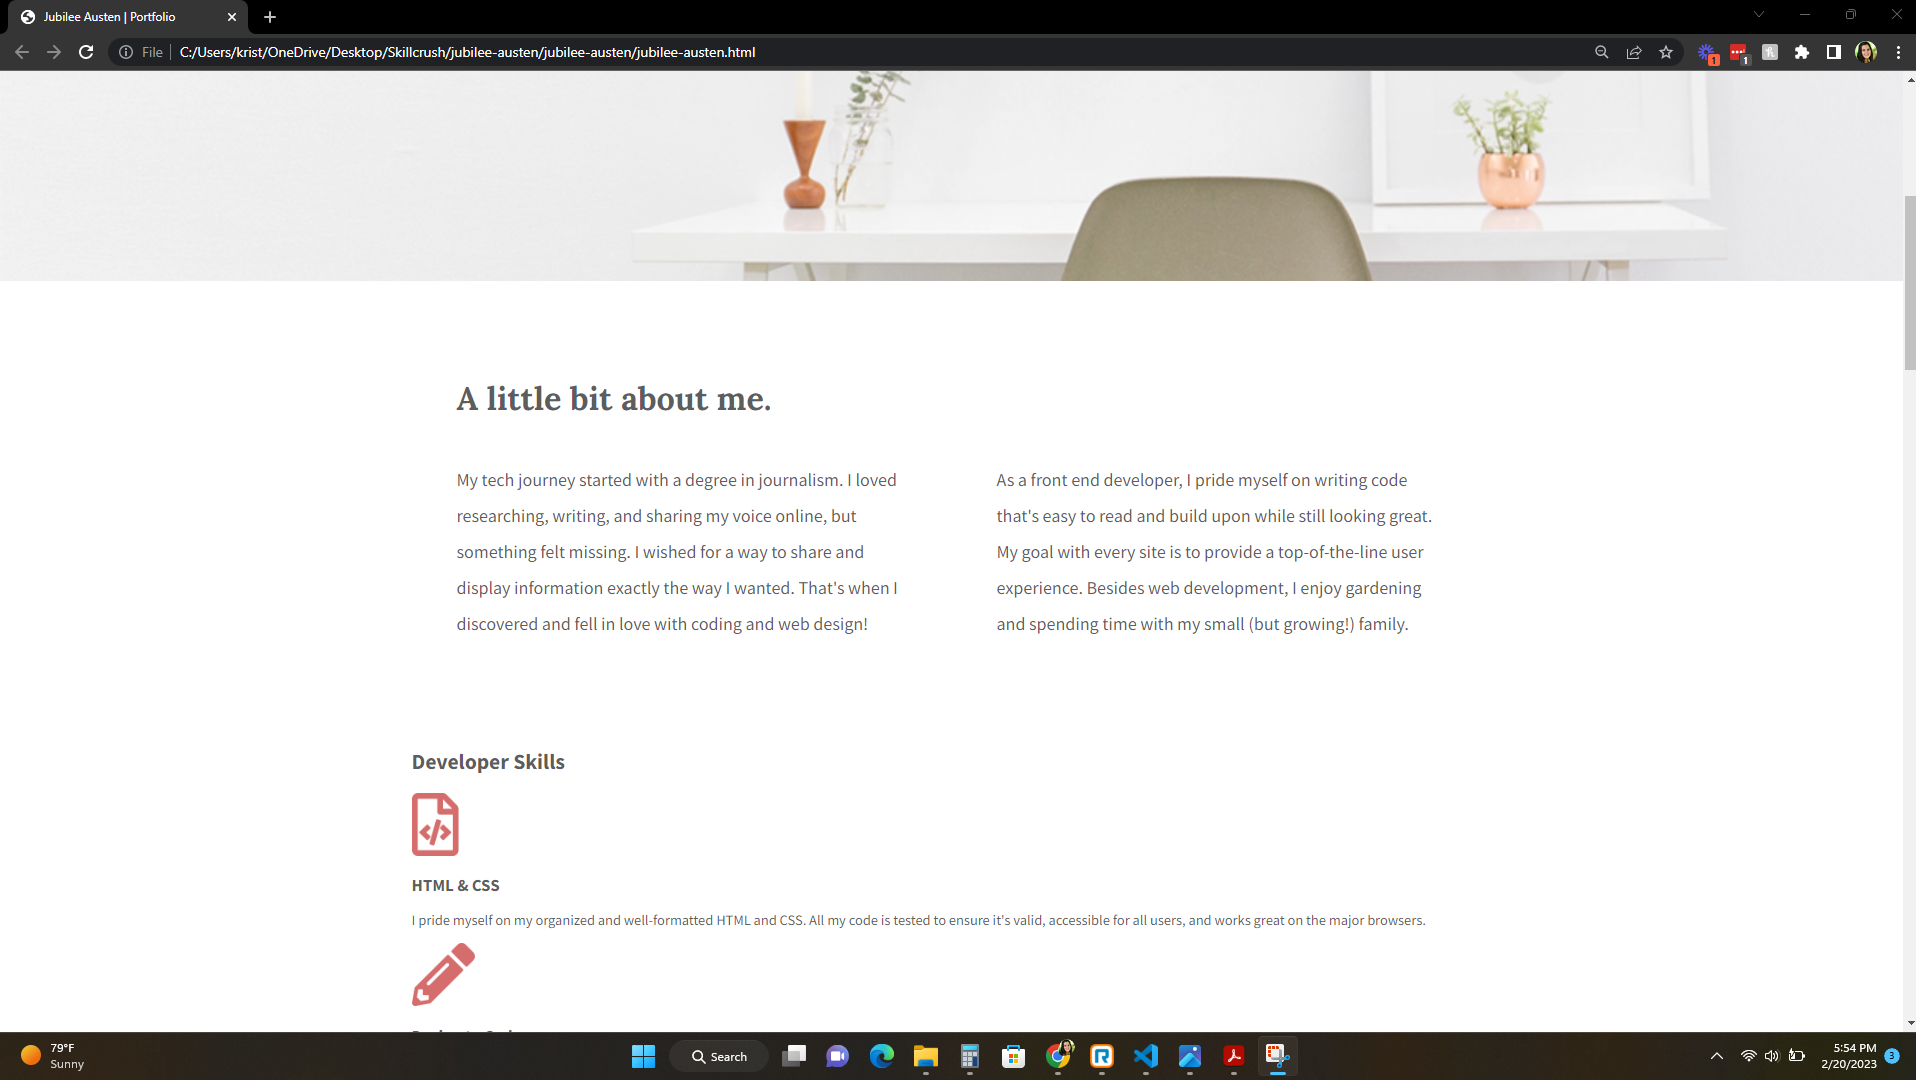 Jubilee Austen | Portfolio
File C:/Users/krist/OneDrive/Desktop/Skillcrush/jubilee-austen/jubilee-austen/jubilee-austen.html
1
1
A little bit about me.
My tech journey started with a degree in journalism. I loved
researching, writing, and sharing my voice online, but
something felt missing. I wished for a way to share and
display information exactly the way I wanted. That's when I
discovered and fell in love with coding and web design!
As a front end developer, I pride myself on writing code
that's easy to read and build upon while still looking great.
My goal with every site is to provide a top-of-the-line user
experience. Besides web development, I enjoy gardening
and spending time with my small (but growing!) family.
Developer Skills
HTML & CSS
I pride myself on my organized and well-formatted HTML and CSS. All my code is tested to ensure it's valid, accessible for all users, and works great on the major browsers.
79°F
Sunny
Search
5:54 PM
2/20/2023
3